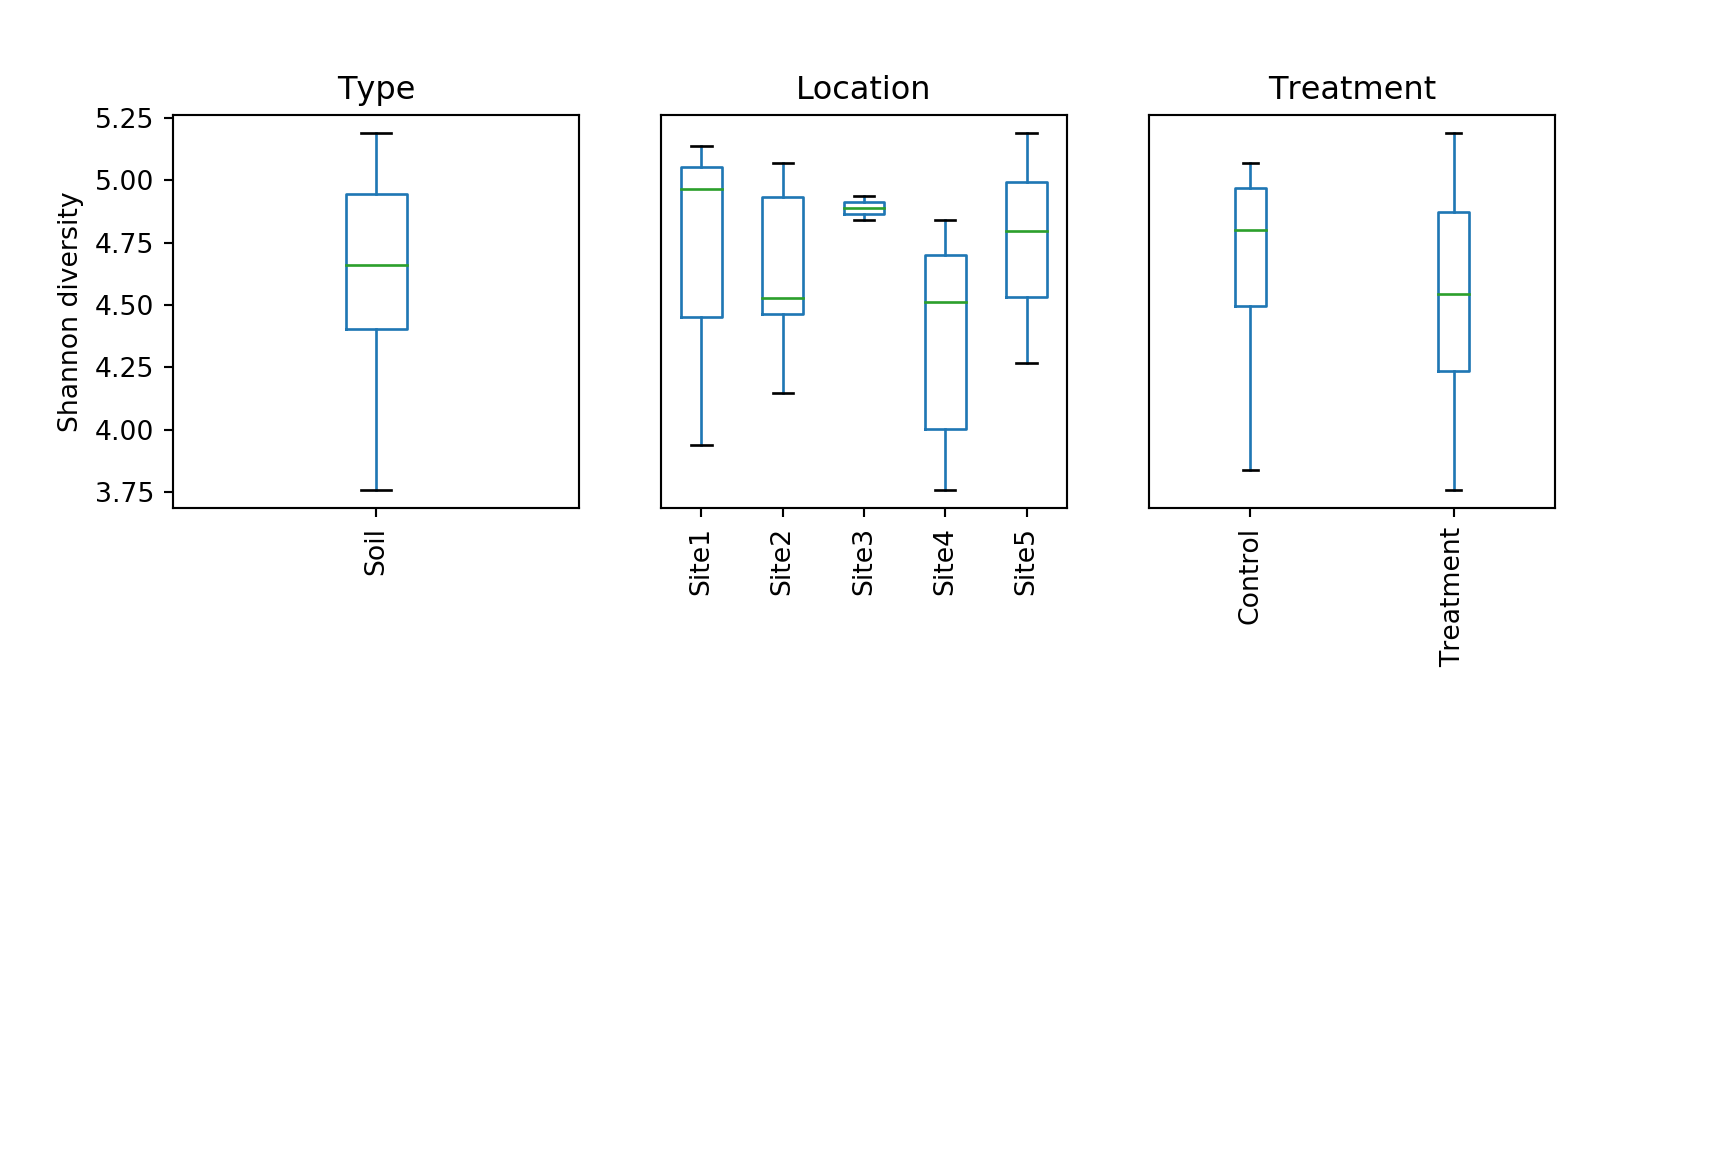 Type
Location
Treatment
Shannon diversity
5.25
5.00
4.75
4.50
4.25
4.00
3.75
Soil
Site1
Site2
Site3
Site4
Site5
Control
Treatment